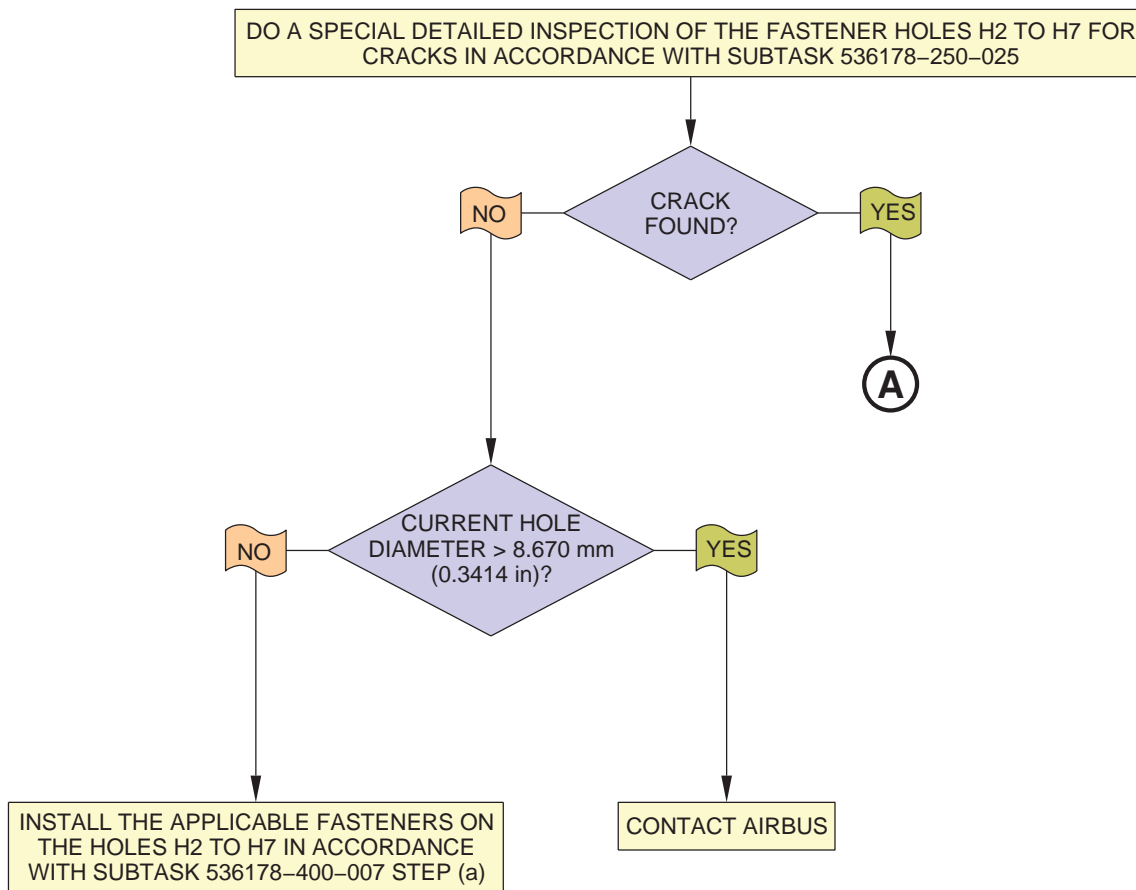 DO A SPECIAL DETAILED INSPECTION OF THE FASTENER HOLES H2 TO H7 FOR
CRACKS IN ACCORDANCE WITH SUBTASK 536178–250–025
CRACK
FOUND?
NO
YES
A
CURRENT HOLE
DIAMETER > 8.670 mm
(0.3414 in)?
NO
YES
INSTALL THE APPLICABLE FASTENERS ON
THE HOLES H2 TO H7 IN ACCORDANCE
WITH SUBTASK 536178–400–007 STEP (a)
CONTACT AIRBUS